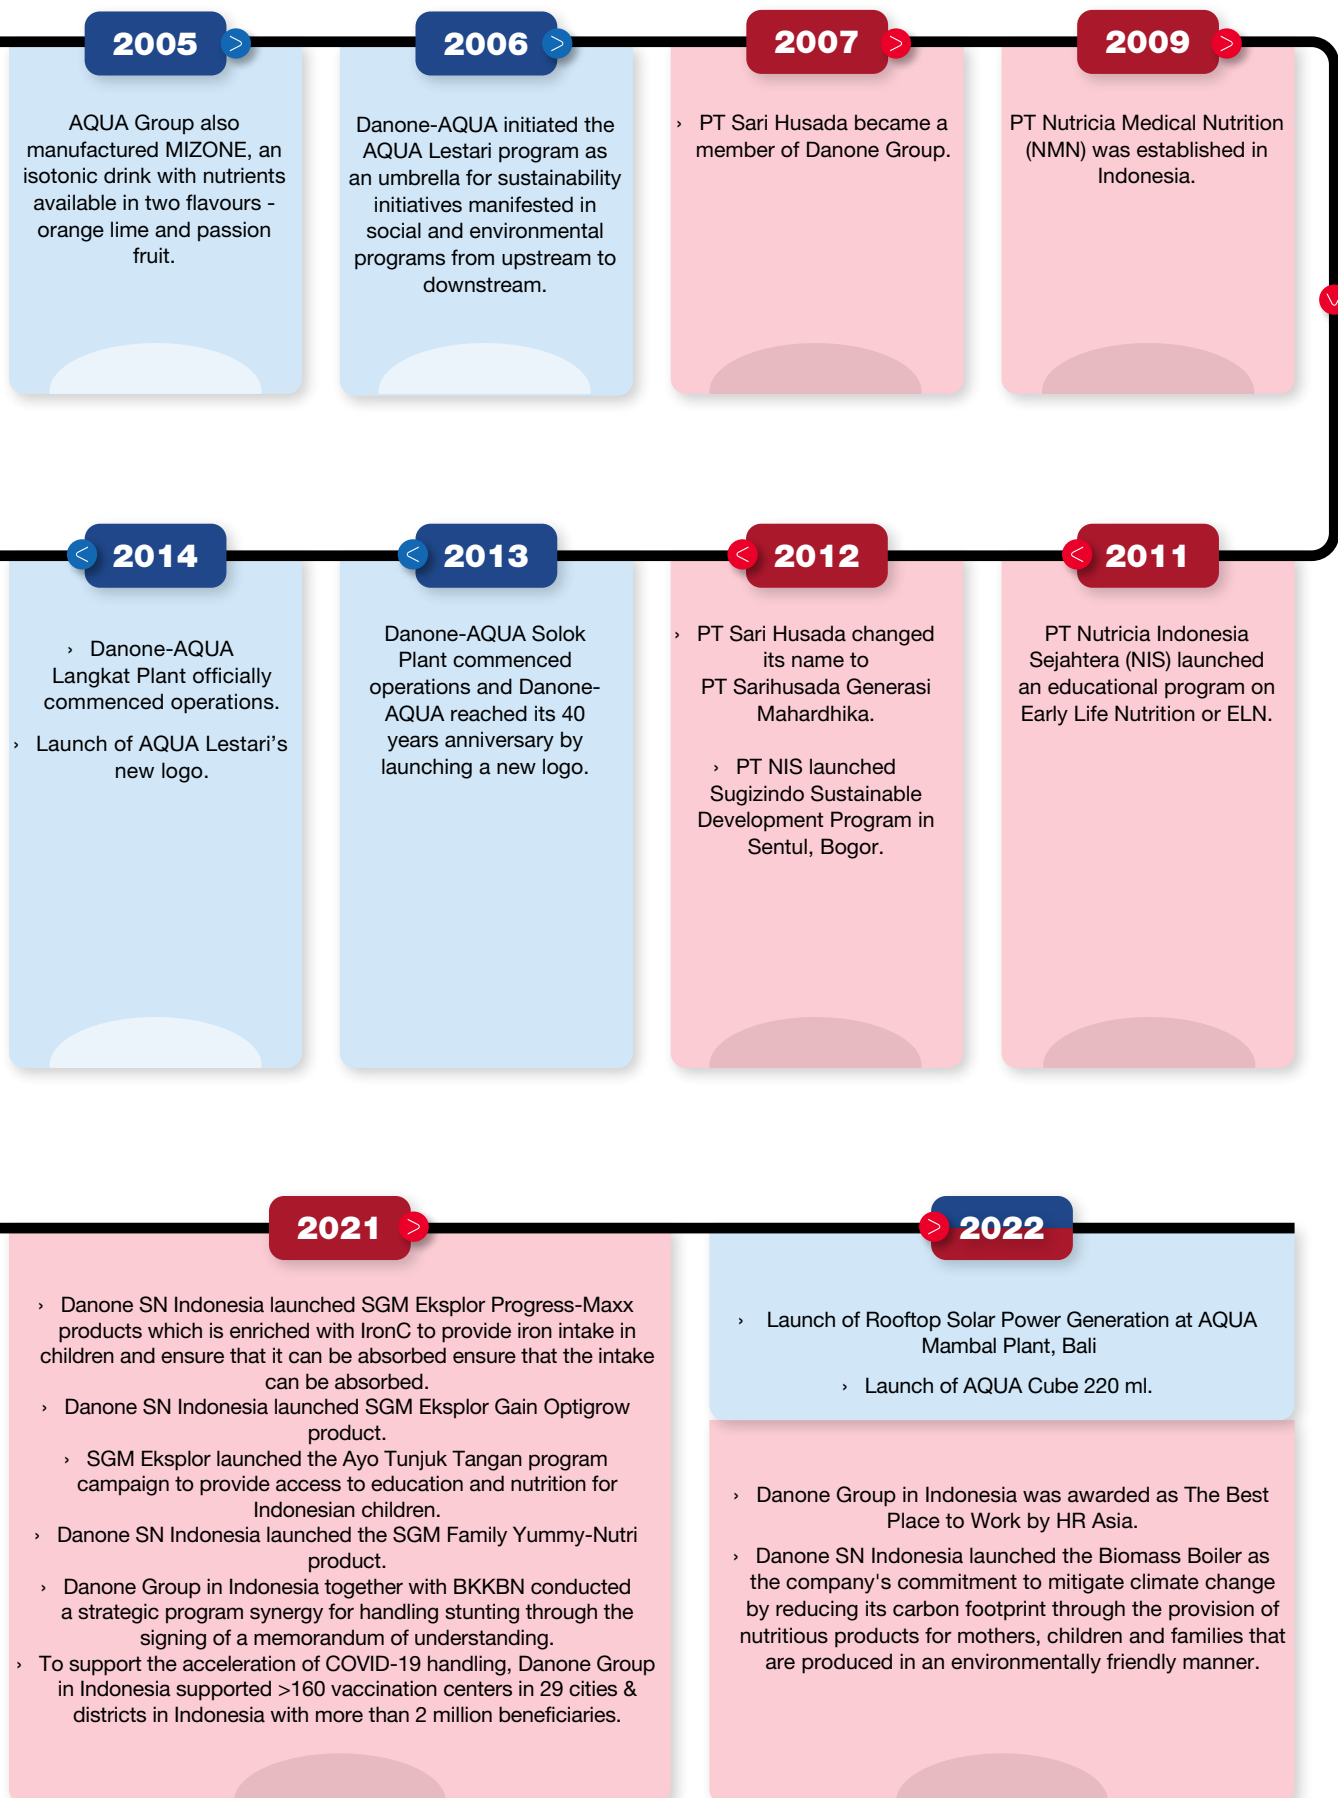 2005
AQUA Group also
manufactured MIZONE, an
isotonic drink with nutrients
available in two flavours -
orange lime and passion
fruit.
2006
Danone-AQUA initiated the
AQUA Lestari program as
an umbrella for sustainability
initiatives manifested in
social and environmental
programs from upstream to
downstream.
2007
› PT Sari Husada became a
member of Danone Group.
2009
PT Nutricia Medical Nutrition
(NMN) was established in
Indonesia.
2014
› Danone-AQUA
Langkat Plant officially
commenced operations.
› Launch of AQUA Lestari’s
new logo.
2013
Danone-AQUA Solok
Plant commenced
operations and Danone-
AQUA reached its 40
years anniversary by
launching a new logo.
2012
› PT Sari Husada changed
its name to
PT Sarihusada Generasi
Mahardhika.
› PT NIS launched
Sugizindo Sustainable
Development Program in
Sentul, Bogor.
2011
PT Nutricia Indonesia
Sejahtera (NIS) launched
an educational program on
Early Life Nutrition or ELN.
2021
› Danone SN Indonesia launched SGM Eksplor Progress-Maxx
products which is enriched with IronC to provide iron intake in
children and ensure that it can be absorbed ensure that the intake
can be absorbed.
› Danone SN Indonesia launched SGM Eksplor Gain Optigrow
product.
› SGM Eksplor launched the Ayo Tunjuk Tangan program
campaign to provide access to education and nutrition for
Indonesian children.
› Danone SN Indonesia launched the SGM Family Yummy-Nutri
product.
› Danone Group in Indonesia together with BKKBN conducted
a strategic program synergy for handling stunting through the
signing of a memorandum of understanding.
› To support the acceleration of COVID-19 handling, Danone Group
in Indonesia supported >160 vaccination centers in 29 cities &
districts in Indonesia with more than 2 million beneficiaries.
2022
› Launch of Rooftop Solar Power Generation at AQUA
Mambal Plant, Bali
› Launch of AQUA Cube 220 ml.
› Danone Group in Indonesia was awarded as The Best
Place to Work by HR Asia.
› Danone SN Indonesia launched the Biomass Boiler as
the company's commitment to mitigate climate change
by reducing its carbon footprint through the provision of
nutritious products for mothers, children and families that
are produced in an environmentally friendly manner.